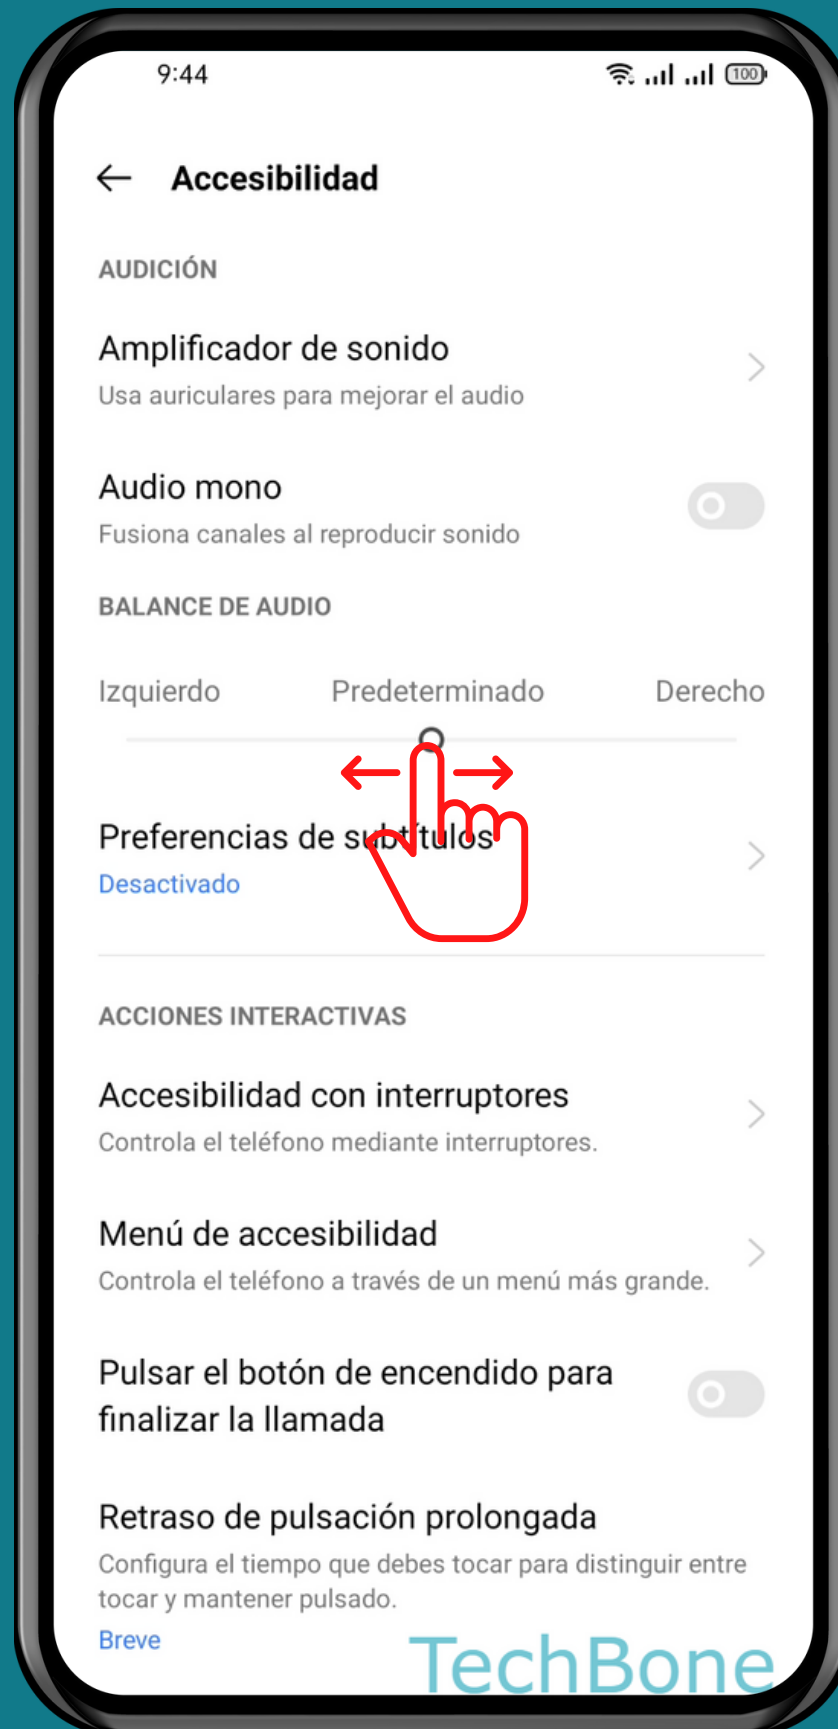 9:44
100
Accesibilidad
AUDICIÓN
Amplificador de sonido
Usa auriculares para mejorar el audio
Audio mono
Fusiona canales al reproducir sonido
BALANCE DE AUDIO
Izquierdo Predeterminado Derecho
Preferencias de subtítulos
Desactivado
ACCIONES INTERACTIVAS
Accesibilidad con interruptores
Controla el teléfono mediante interruptores.
Menú de accesibilidad
Controla el teléfono a través de un menú más grande.
Pulsar el botón de encendido para
finalizar la llamada
Retraso de pulsación prolongada
Configura el tiempo que debes tocar para distinguir entre
tocar y mantener pulsado.
Breve
TechBone